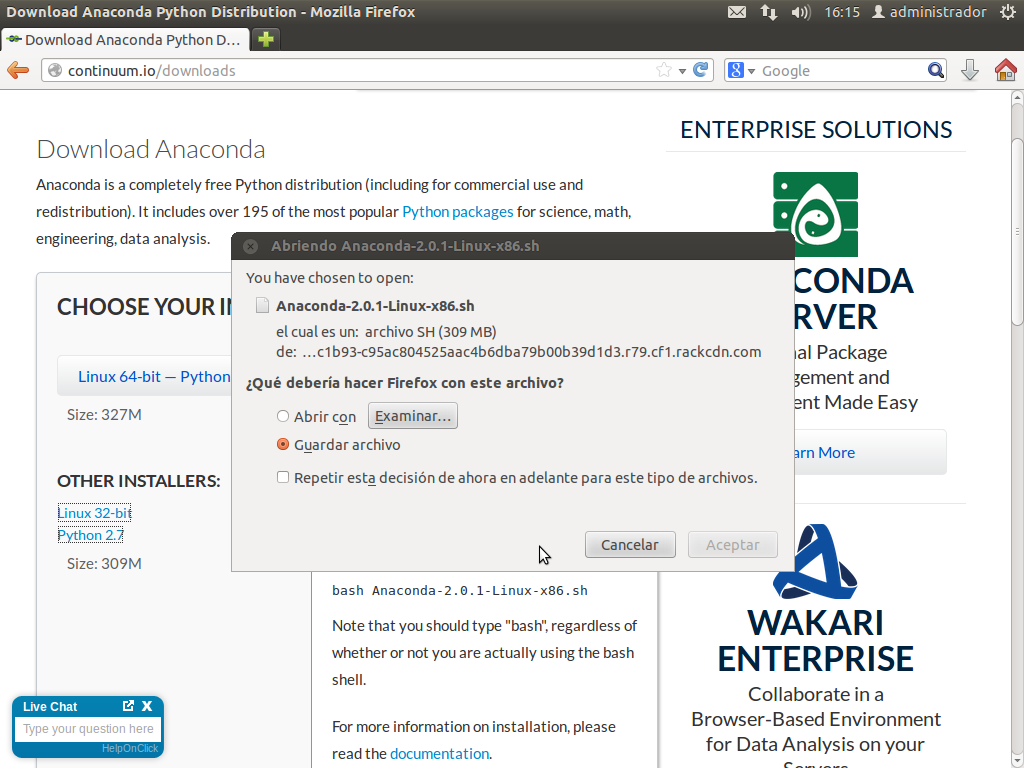 Download Anaconda Python Distribution - Mozilla Firefox
16:15 administrador
Download Anaconda Python D...
continuum.io/downloads
Google
Download Anaconda
Anaconda is a completely free Python distribution (including for commercial use and
redistribution). It includes over 195 of the most popular Python packages for science, math,
engineering, data analysis.
CHOOSE YOUR
Linux 64-bit — Python
Size: 327M
OTHER INSTALLERS:
Linux 32-bit
Python 2.7
Size: 309M
Abriendo Anaconda-2.0.1-Linux-x86.sh
You have chosen to open:
Anaconda-2.0.1-Linux-x86.sh
el cual es un: archivo SH (309 MB)
de: ...c1b93-c95ac804525aac4b6dba79b00b39d1d3.r79.cf1.rackcdn.com
¿Qué debería hacer Firefox con este archivo?
Abrir con Examinar...
Guardar archivo
Repetir esta decisión de ahora en adelante para este tipo de archivos.
Cancelar Aceptar
bash Anaconda-2.0.1-Linux-x86.sh
Note that you should type "bash", regardless of
whether or not you are actually using the bash
shell.
For more information on installation, please
read the documentation.
ENTERPRISE SOLUTIONS
CONDA
RVER
al Package
gement and
ent Made Easy
arn More
WAKARI
ENTERPRISE
Collaborate in a
Browser-Based Environment
for Data Analysis on your
Servers
Live Chat
Type your question here
HelpOnClick